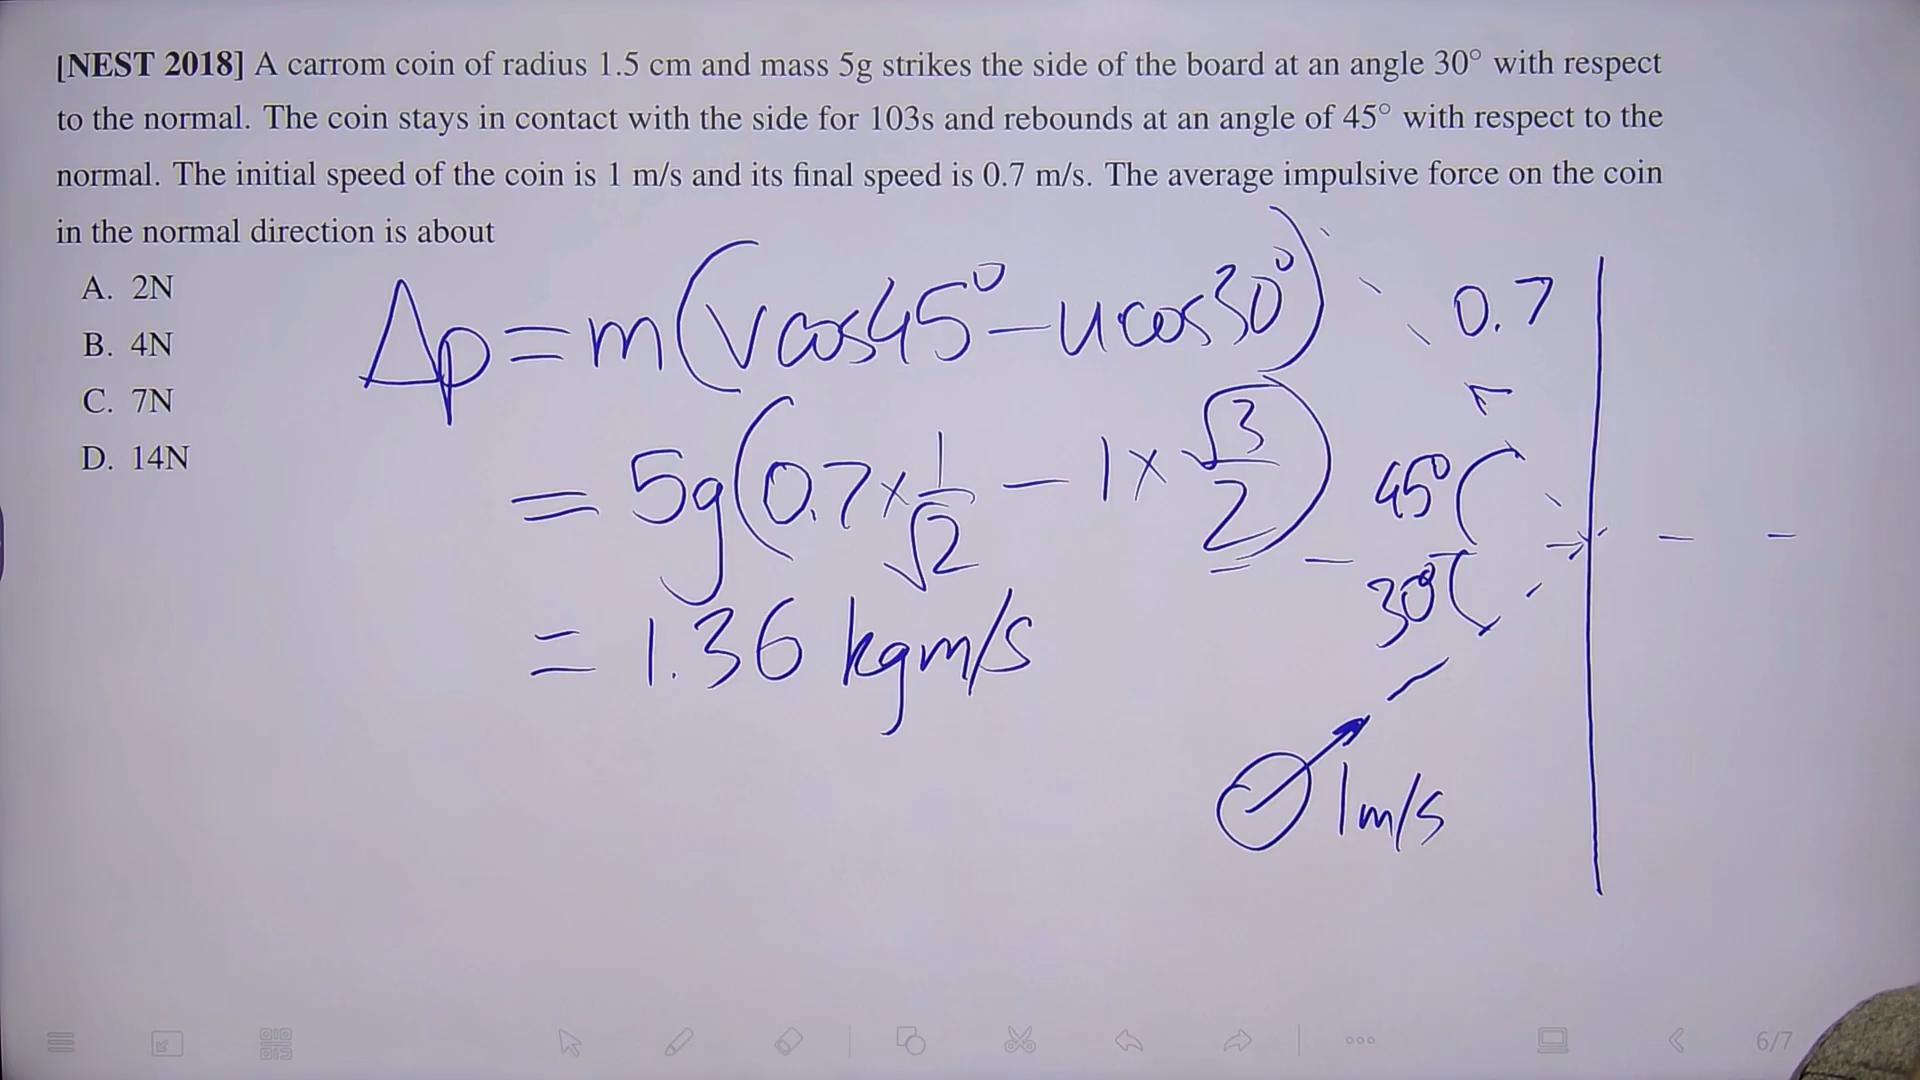 [NEST 2018] A carrom coin of radius 1.5 cm and mass 5g strikes the side of the board at an angle 30° with respect
to the normal. The coin stays in contact with the side for 103s and rebounds at an angle of 45° with respect to the
normal. The initial speed of the coin is 1 m/s and its final speed is 0.7 m/s. The average impulsive force on the coin
in the normal direction is about
A. 2N
B. 4N
C. 7N
D. 14N
Δp = m(v cos45° - u cos30°)
= 5g(0.7 × 1/√2 - 1 × √3/2)
= 1.36 kgm/s
0.7
45°
30°
1 m/s
6/7